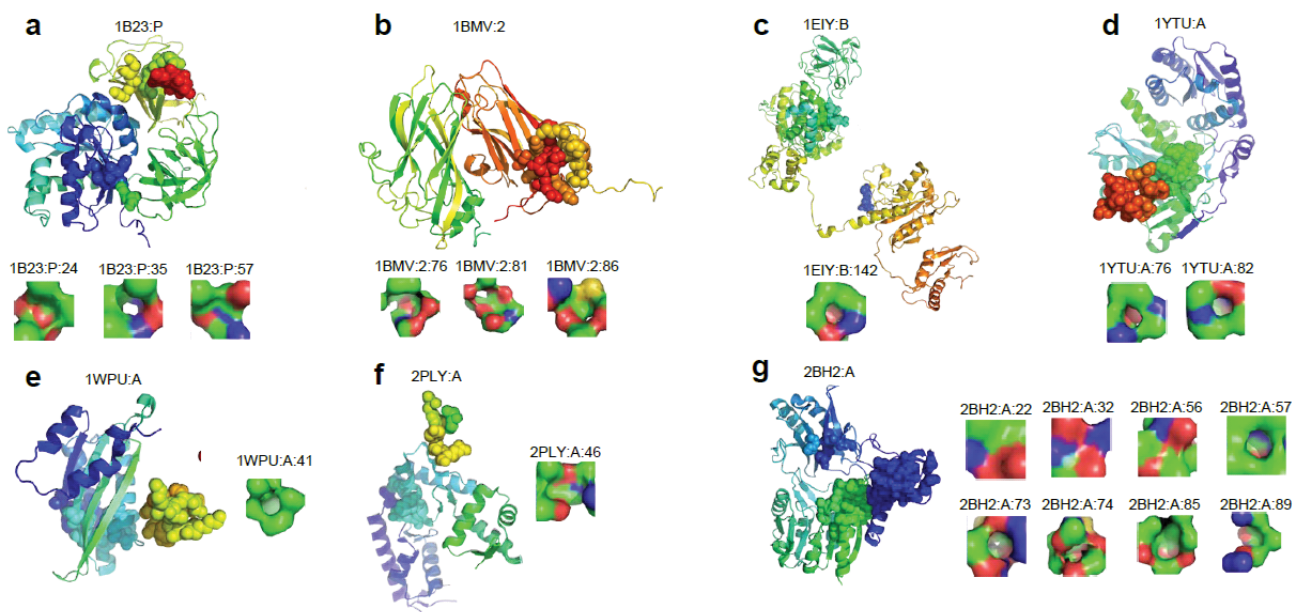 a
1B23:P
b
1BMV:2
c
1EIY:B
d
1YTU:A
1B23:P:24 1B23:P:35 1B23:P:57
1BMV:2:76 1BMV:2:81 1BMV:2:86
1EIY:B:142
1YTU:A:76 1YTU:A:82
e
1WPU:A
1WPU:A:41
f
2PLY:A
2PLY:A:46
g
2BH2:A
2BH2:A:22 2BH2:A:32 2BH2:A:56 2BH2:A:57
2BH2:A:73 2BH2:A:74 2BH2:A:85 2BH2:A:89